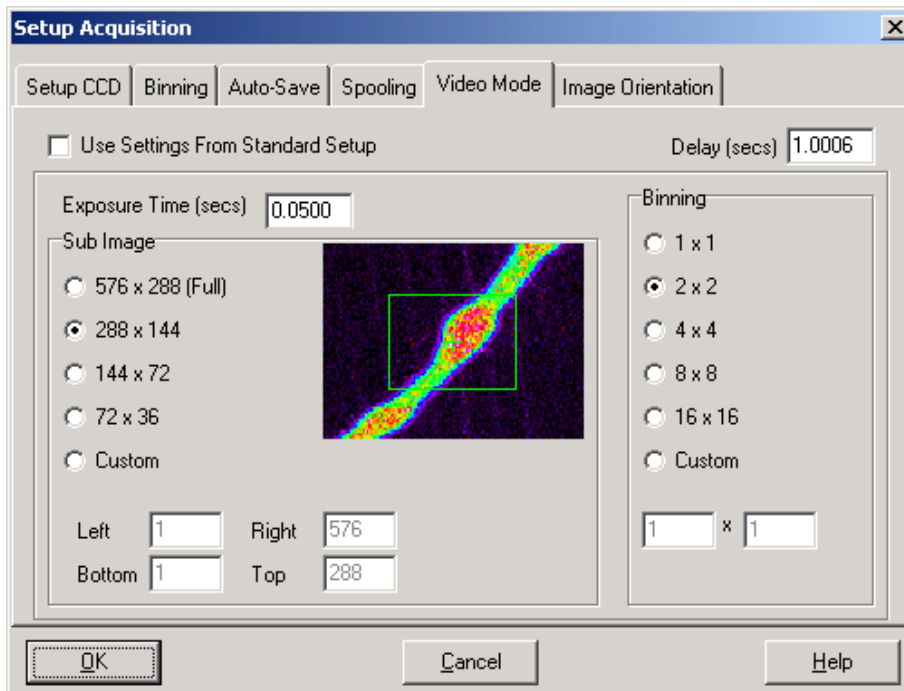 Setup Acquisition
Setup CCD Binning Auto-Save Spooling Video Mode Image Orientation
Use Settings From Standard Setup
Delay (secs) 1.0006
Exposure Time (secs) 0.0500
Sub Image
576 x 288 (Full)
288 x 144
144 x 72
72 x 36
Custom
Left 1 Right 576
Bottom 1 Top 288
Binning
1 x 1
2 x 2
4 x 4
8 x 8
16 x 16
Custom
1 x 1
OK Cancel Help